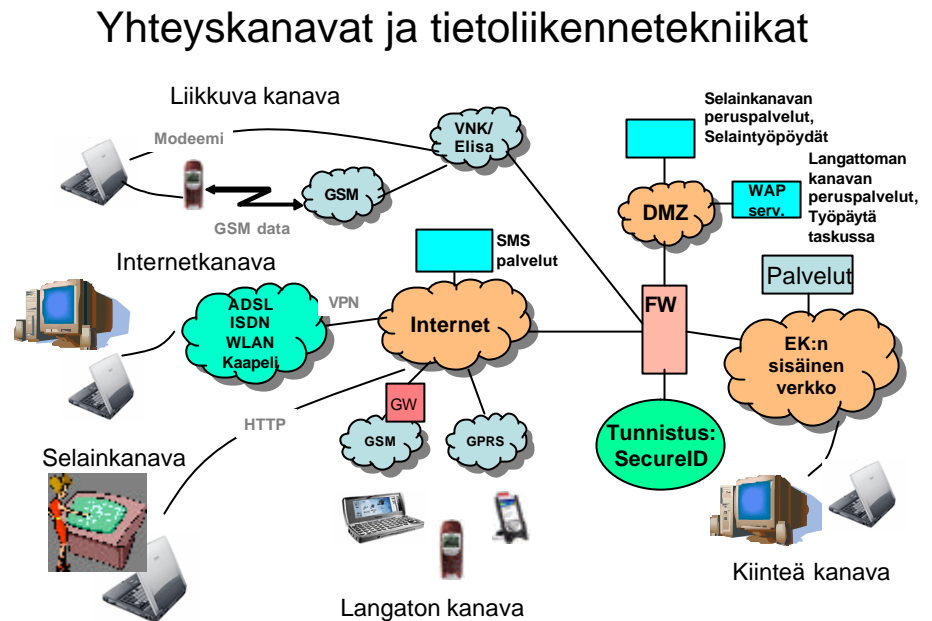 Yhteyskanavat ja tietoliikennetekniikat
Liikkuva kanava
Modeemi
VNK/
Elisa
GSM
GSM data
Selainkanavan
peruspalvelut,
Selaintyöpöydät
DMZ
WAP
serv.
Langattoman
kanavan
peruspalvelut,
Työpäytä
taskussa
Internetkanava
ADSL
ISDN
WLAN
Kaapeli
VPN
SMS
palvelut
Internet
FW
Palvelut
EK:n
sisäinen
verkko
HTTP
GW
GSM
GPRS
Tunnistus:
SecureID
Selainkanava
Langaton kanava
Kiinteä kanava